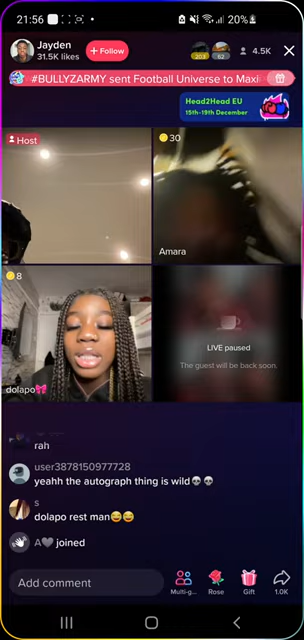 21:56
20%
Jayden
31.5K likes
+ Follow
203
62
4.5K
#BULLYZARMY sent Football Universe to Maxi
Head2Head EU
15th-19th December
Host
30
Amara
8
dolapo🎀
LIVE paused
The guest will be back soon.
rah
user3878150977728
yeahh the autograph thing is wild💀💀
s
dolapo rest man😂😂
A🖤 joined
Add comment
Multi-g...
Rose
Gift
1.0K